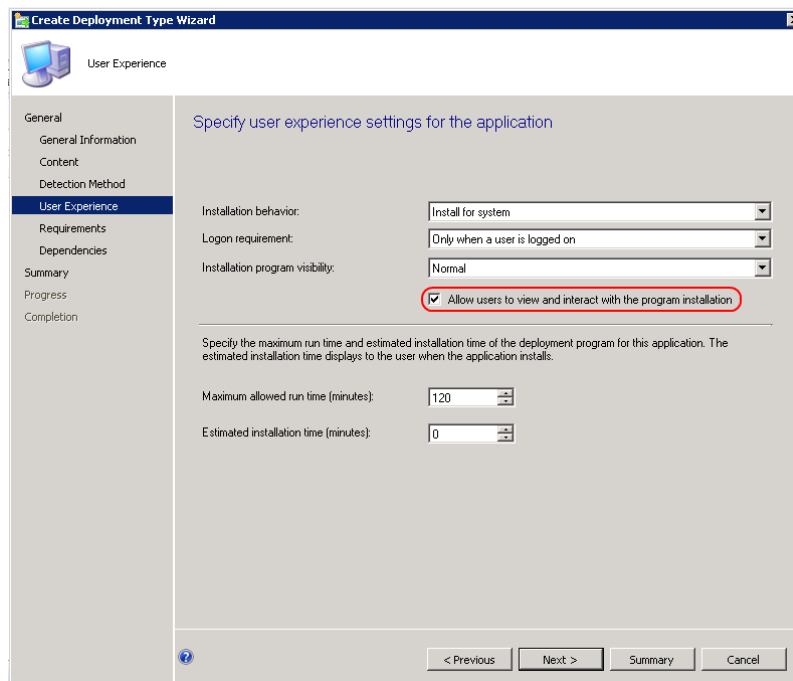 Create Deployment Type Wizard
User Experience
General
General Information
Content
Detection Method
User Experience
Requirements
Dependencies
Summary
Progress
Completion
Specify user experience settings for the application
Installation behavior: Install for system
Logon requirement: Only when a user is logged on
Installation program visibility: Normal
Allow users to view and interact with the program installation
Specify the maximum run time and estimated installation time of the deployment program for this application. The
estimated installation time displays to the user when the application installs.
Maximum allowed run time (minutes): 120
Estimated installation time (minutes): 0
< Previous Next > Summary Cancel